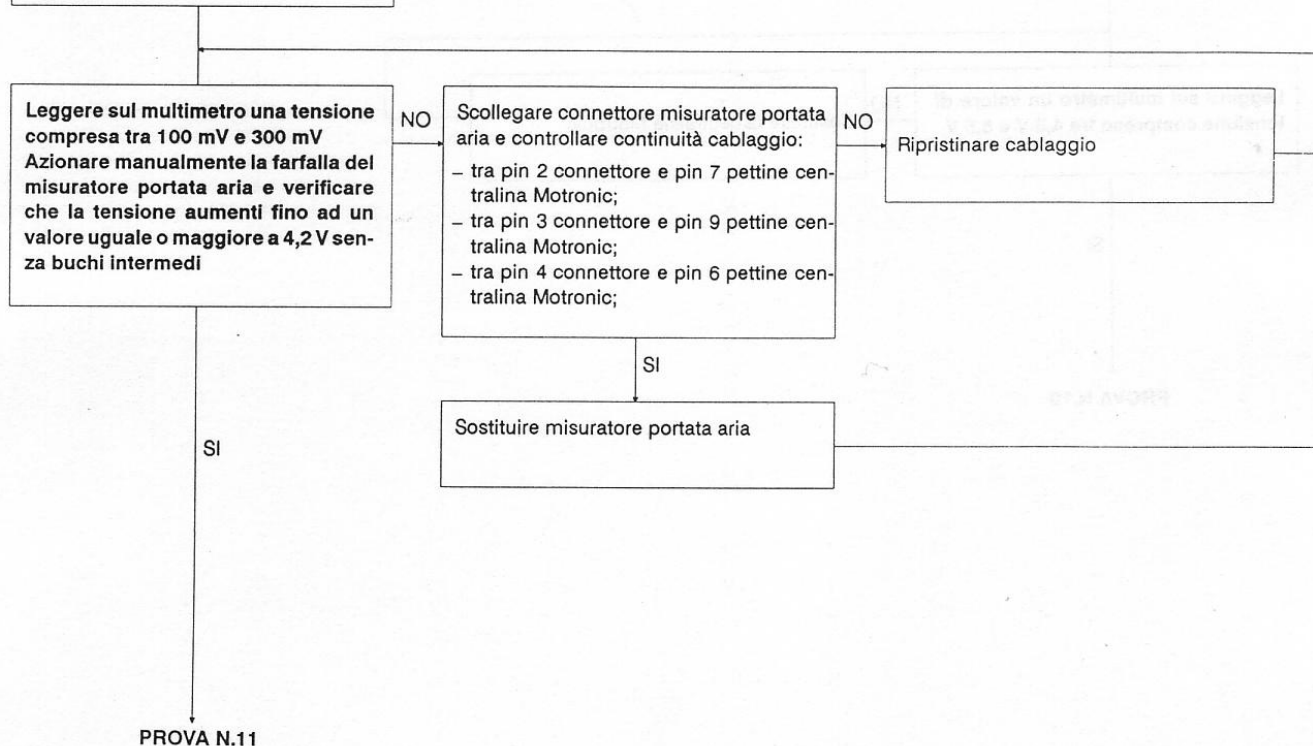 Leggere sul multimetro una tensione
compresa tra 100 mV e 300 mV
Azionare manualmente la farfalla del
misuratore portata aria e verificare
che la tensione aumenti fino ad un
valore uguale o maggiore a 4,2 V sen-
za buchi intermedi
NO
Scollegare connettore misuratore portata
aria e controllare continuità cablaggio:
– tra pin 2 connettore e pin 7 pettine cen-
tralina Motronic;
– tra pin 3 connettore e pin 9 pettine cen-
tralina Motronic;
– tra pin 4 connettore e pin 6 pettine cen-
tralina Motronic;
NO
Ripristinare cablaggio
SI
Sostituire misuratore portata aria
SI
PROVA N.11